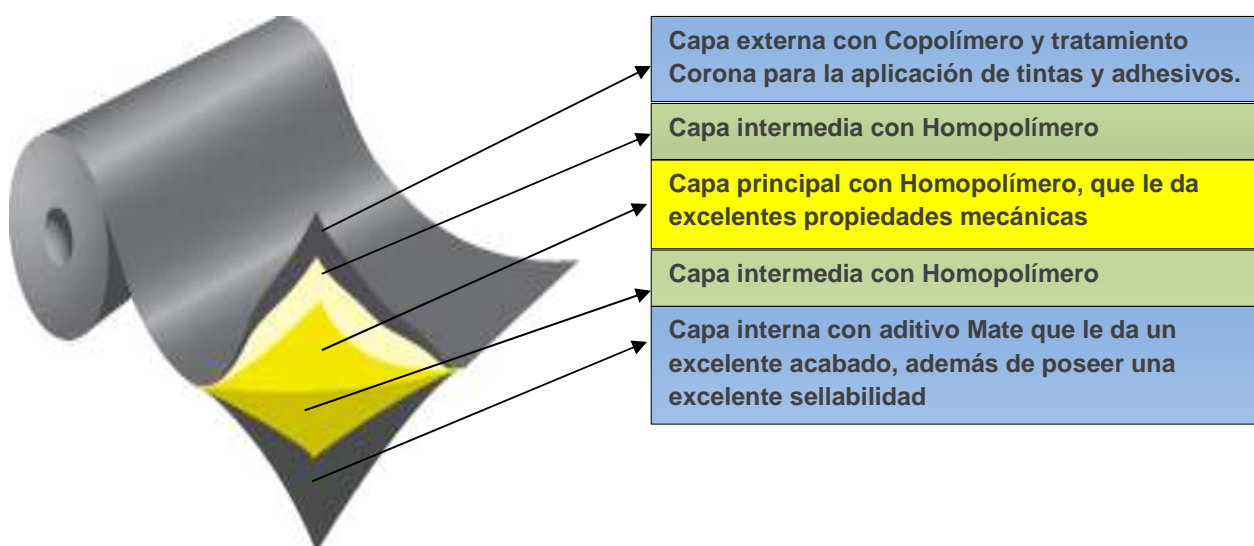 Capa externa con Copolímero y tratamiento
Corona para la aplicación de tintas y adhesivos.
Capa intermedia con Homopolímero
Capa principal con Homopolímero, que le da
excelentes propiedades mecánicas
Capa intermedia con Homopolímero
Capa interna con aditivo Mate que le da un
excelente acabado, además de poseer una
excelente sellabilidad